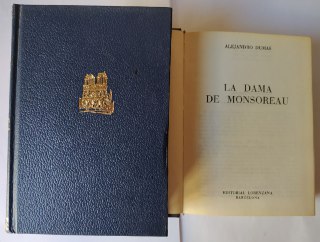 ALEJANDRO DUMAS
LA DAMA
DE MONSOREAU
EDITORIAL LORENZANA
BARCELONA